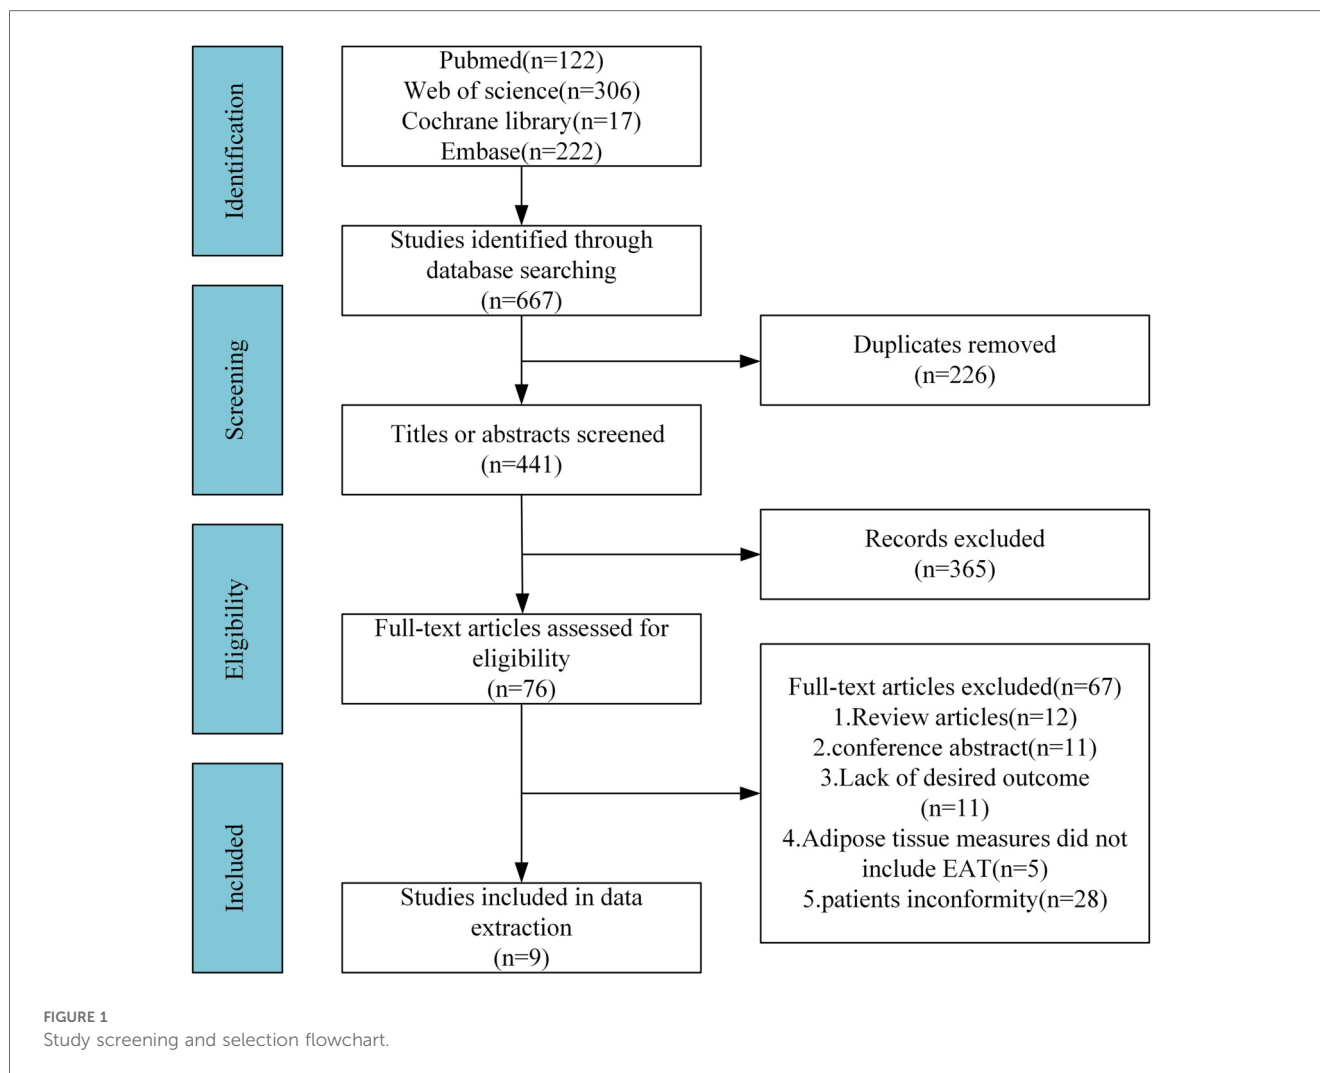 Identification
Pubmed(n=122)
Web of science(n=306)
Cochrane library(n=17)
Embase(n=222)
Studies identified through
database searching
(n=667)
Screening
Duplicates removed
(n=226)
Titles or abstracts screened
(n=441)
Records excluded
(n=365)
Eligibility
Full-text articles assessed for
eligibility
(n=76)
Full-text articles excluded(n=67)
1.Review articles(n=12)
2.conference abstract(n=11)
3.Lack of desired outcome
(n=11)
4.Adipose tissue measures did not
include EAT(n=5)
5.patients inconformity(n=28)
Included
Studies included in data
extraction
(n=9)
FIGURE 1
Study screening and selection flowchart.